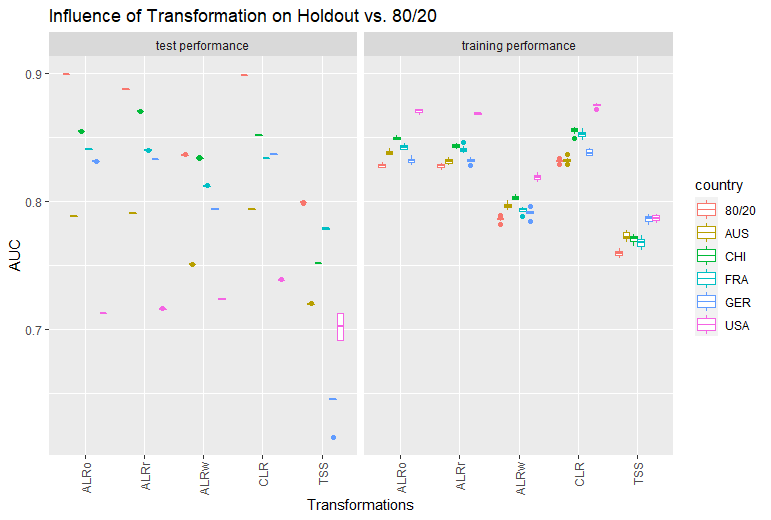 Influence of Transformation on Holdout vs. 80/20
test performance
training performance
0.9
0.8
0.7
AUC
ALRo
ALRr
ALRw
CLR
TSS
ALRo
ALRr
ALRw
CLR
TSS
Transformations
country
80/20
AUS
CHI
FRA
GER
USA